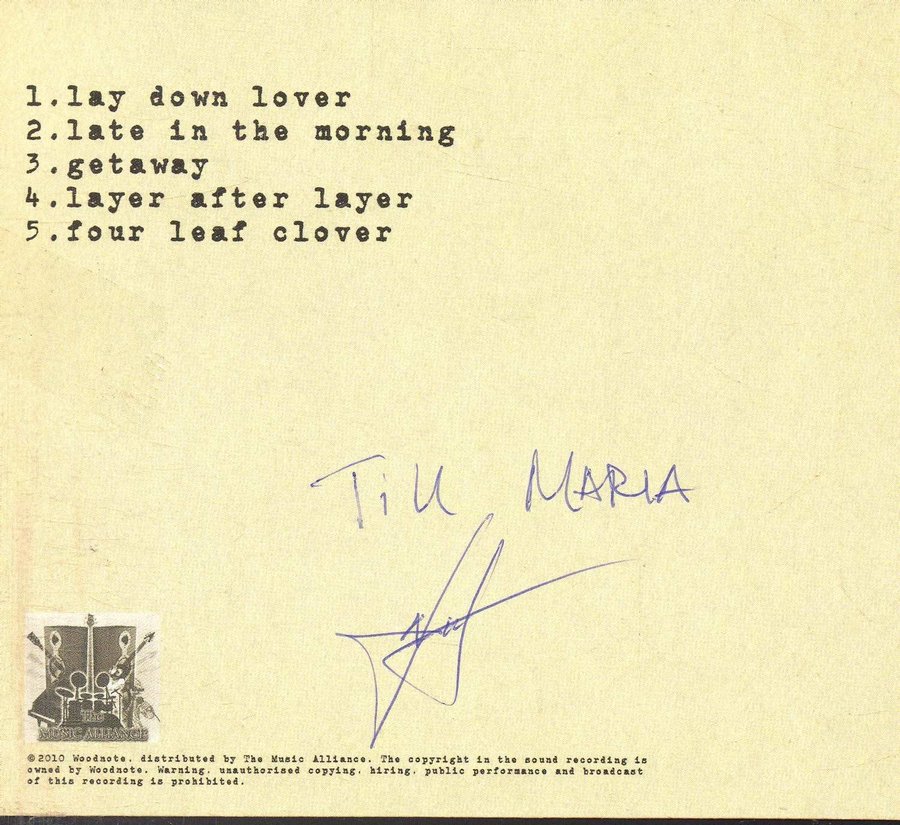 1.lay down lover
2.late in the morning
3.getaway
4.layer after layer
5.four leaf clover
Till MARIA
THE
MUSIC ALLIANCE
©2010 Woodnote. distributed by The Music Alliance. The copyright in the sound recording is
owned by Woodnote. Warning. unauthorised copying. hiring. public performance and broadcast
of this recording is prohibited.